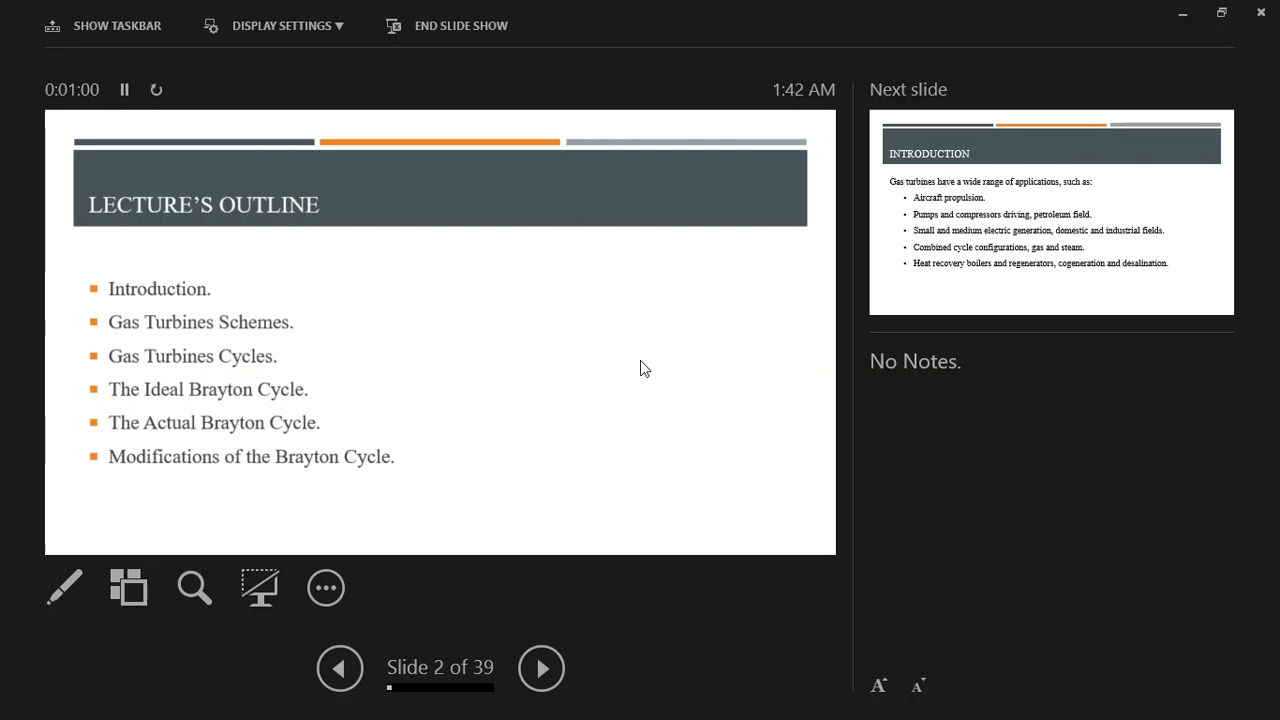 SHOW TASKBAR
DISPLAY SETTINGS ▼
END SLIDE SHOW
0:01:00
1:42 AM
LECTURE’S OUTLINE
Introduction.
Gas Turbines Schemes.
Gas Turbines Cycles.
The Ideal Brayton Cycle.
The Actual Brayton Cycle.
Modifications of the Brayton Cycle.
Slide 2 of 39
Next slide
INTRODUCTION
Gas turbines have a wide range of applications, such as:
• Aircraft propulsion.
• Pumps and compressors driving, petroleum field.
• Small and medium electric generation, domestic and industrial fields.
• Combined cycle configurations, gas and steam.
• Heat recovery boilers and regenerators, cogeneration and desalination.
No Notes.
A A